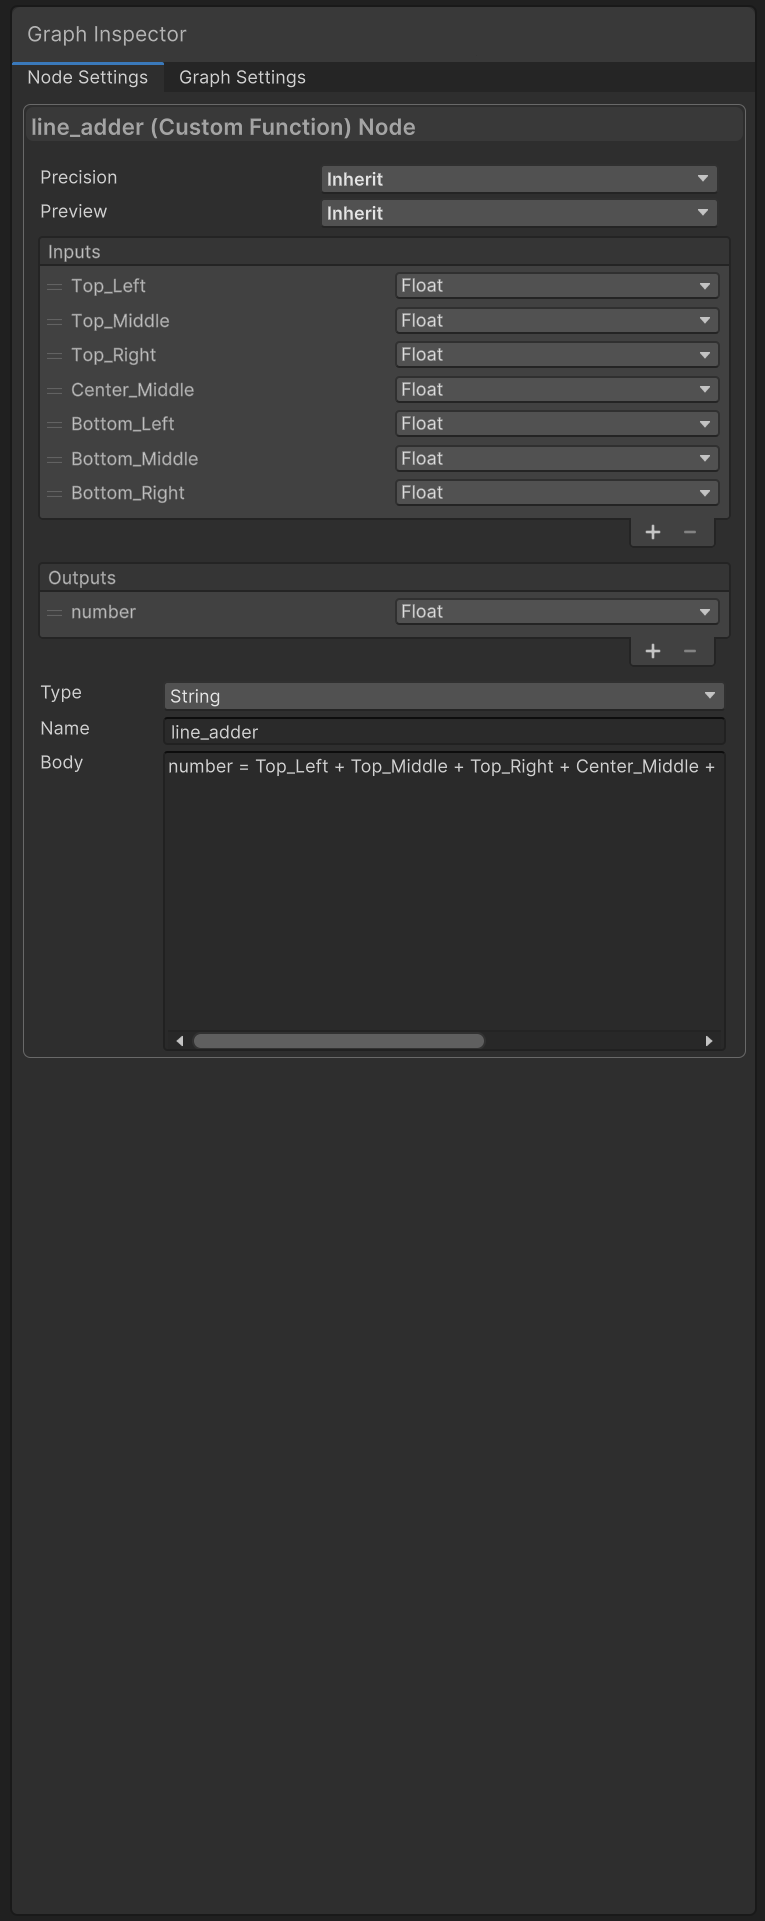 Graph Inspector
Node Settings Graph Settings
line_adder (Custom Function) Node
Precision Inherit
Preview Inherit
Inputs
Top_Left Float
Top_Middle Float
Top_Right Float
Center_Middle Float
Bottom_Left Float
Bottom_Middle Float
Bottom_Right Float
+ −
Outputs
number Float
+ −
Type String
Name line_adder
Body number = Top_Left + Top_Middle + Top_Right + Center_Middle +